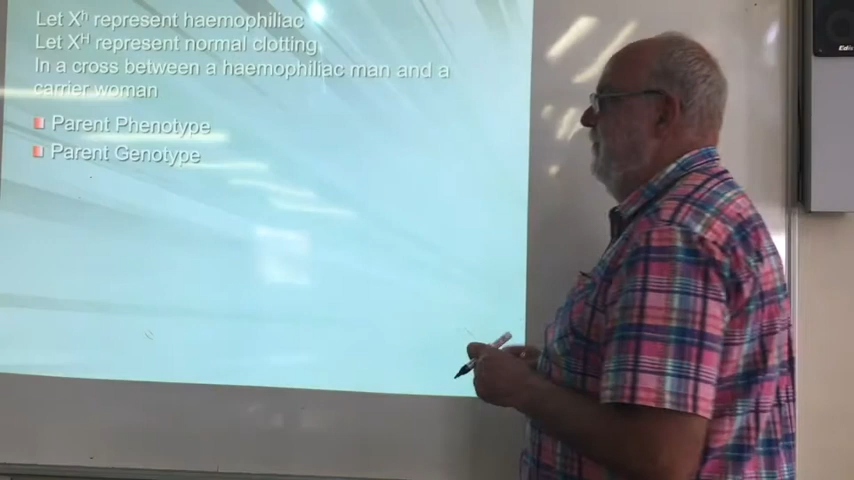 Let Xʰ represent haemophiliac
Let Xᴴ represent normal clotting
In a cross between a haemophiliac man and a
carrier woman
Parent Phenotype
Parent Genotype